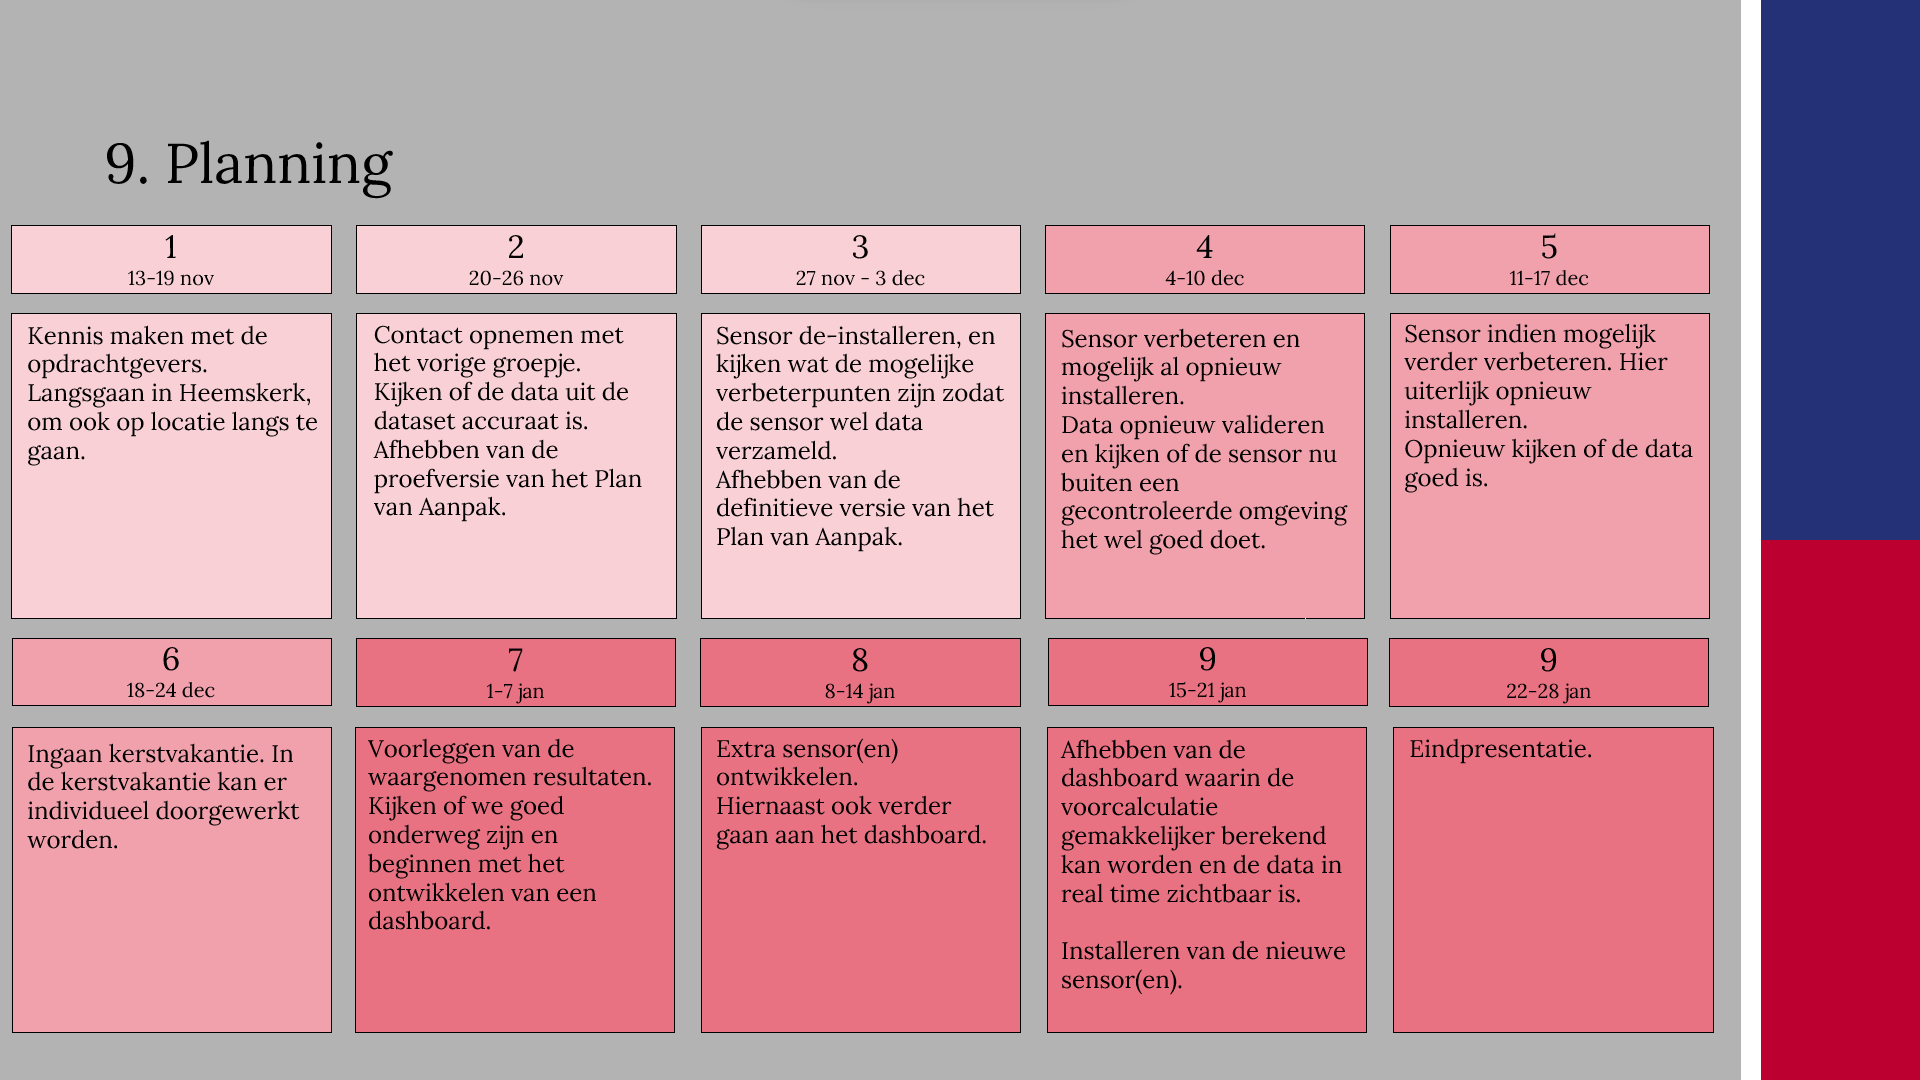 9. Planning
1
13-19 nov
2
20-26 nov
3
27 nov - 3 dec
4
4-10 dec
5
11-17 dec
Kennis maken met de
opdrachtgevers.
Langsgaan in Heemskerk,
om ook op locatie langs te
gaan.
Contact opnemen met
het vorige groepje.
Kijken of de data uit de
dataset accuraat is.
Afhebben van de
proefversie van het Plan
van Aanpak.
Sensor de-installeren, en
kijken wat de mogelijke
verbeterpunten zijn zodat
de sensor wel data
verzameld.
Afhebben van de
definitieve versie van het
Plan van Aanpak.
Sensor verbeteren en
mogelijk al opnieuw
installeren.
Data opnieuw valideren
en kijken of de sensor nu
buiten een
gecontroleerde omgeving
het wel goed doet.
Sensor indien mogelijk
verder verbeteren. Hier
uiterlijk opnieuw
installeren.
Opnieuw kijken of de data
goed is.
6
18-24 dec
7
1-7 jan
8
8-14 jan
9
15-21 jan
9
22-28 jan
Ingaan kerstvakantie. In
de kerstvakantie kan er
individueel doorgewerkt
worden.
Voorleggen van de
waargenomen resultaten.
Kijken of we goed
onderweg zijn en
beginnen met het
ontwikkelen van een
dashboard.
Extra sensor(en)
ontwikkelen.
Hiernaast ook verder
gaan aan het dashboard.
Afhebben van de
dashboard waarin de
voorcalculatie
gemakkelijker berekend
kan worden en de data in
real time zichtbaar is.
Installeren van de nieuwe
sensor(en).
Eindpresentatie.